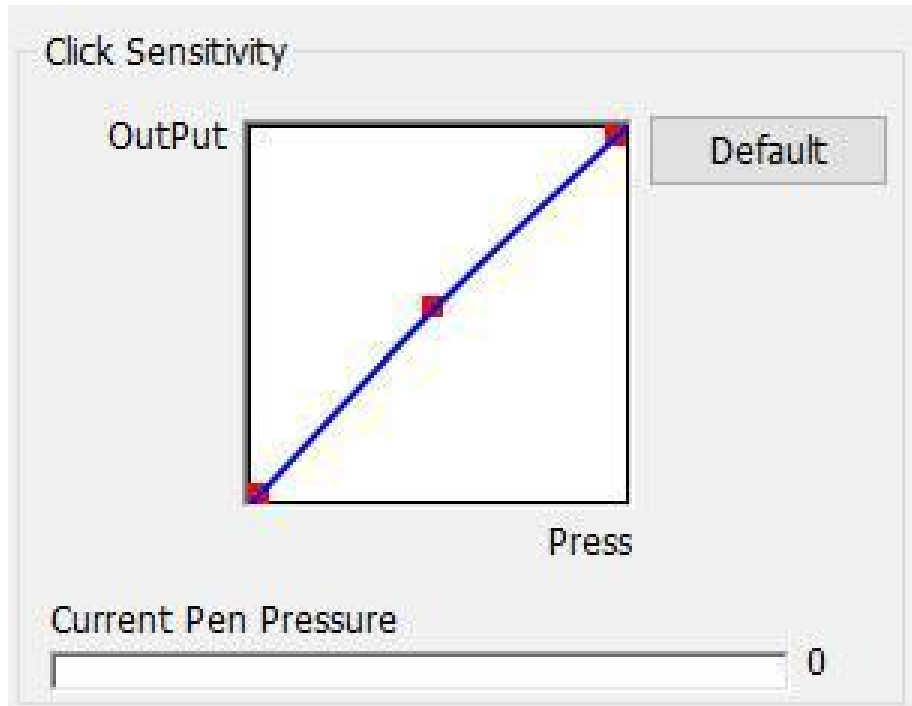 Click Sensitivity
OutPut
Default
Press
Current Pen Pressure
0